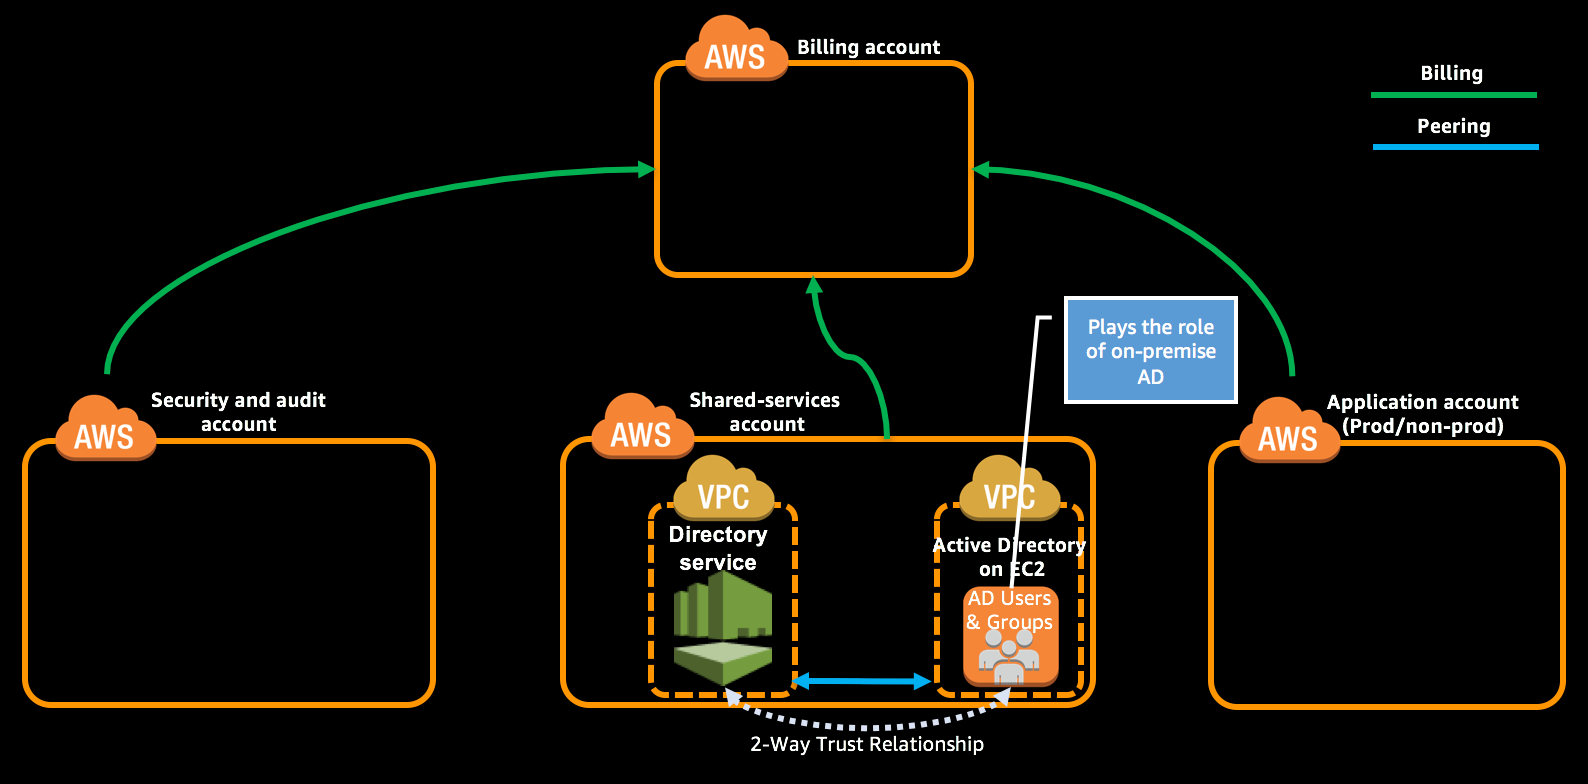 AWS
Billing account
Billing
Peering
Plays the role
of on-premise
AD
AWS
Security and audit
account
AWS
Shared-services
account
AWS
Application account
(Prod/non-prod)
VPC
Directory
service
VPC
Active Directory
on EC2
AD Users
& Groups
2-Way Trust Relationship